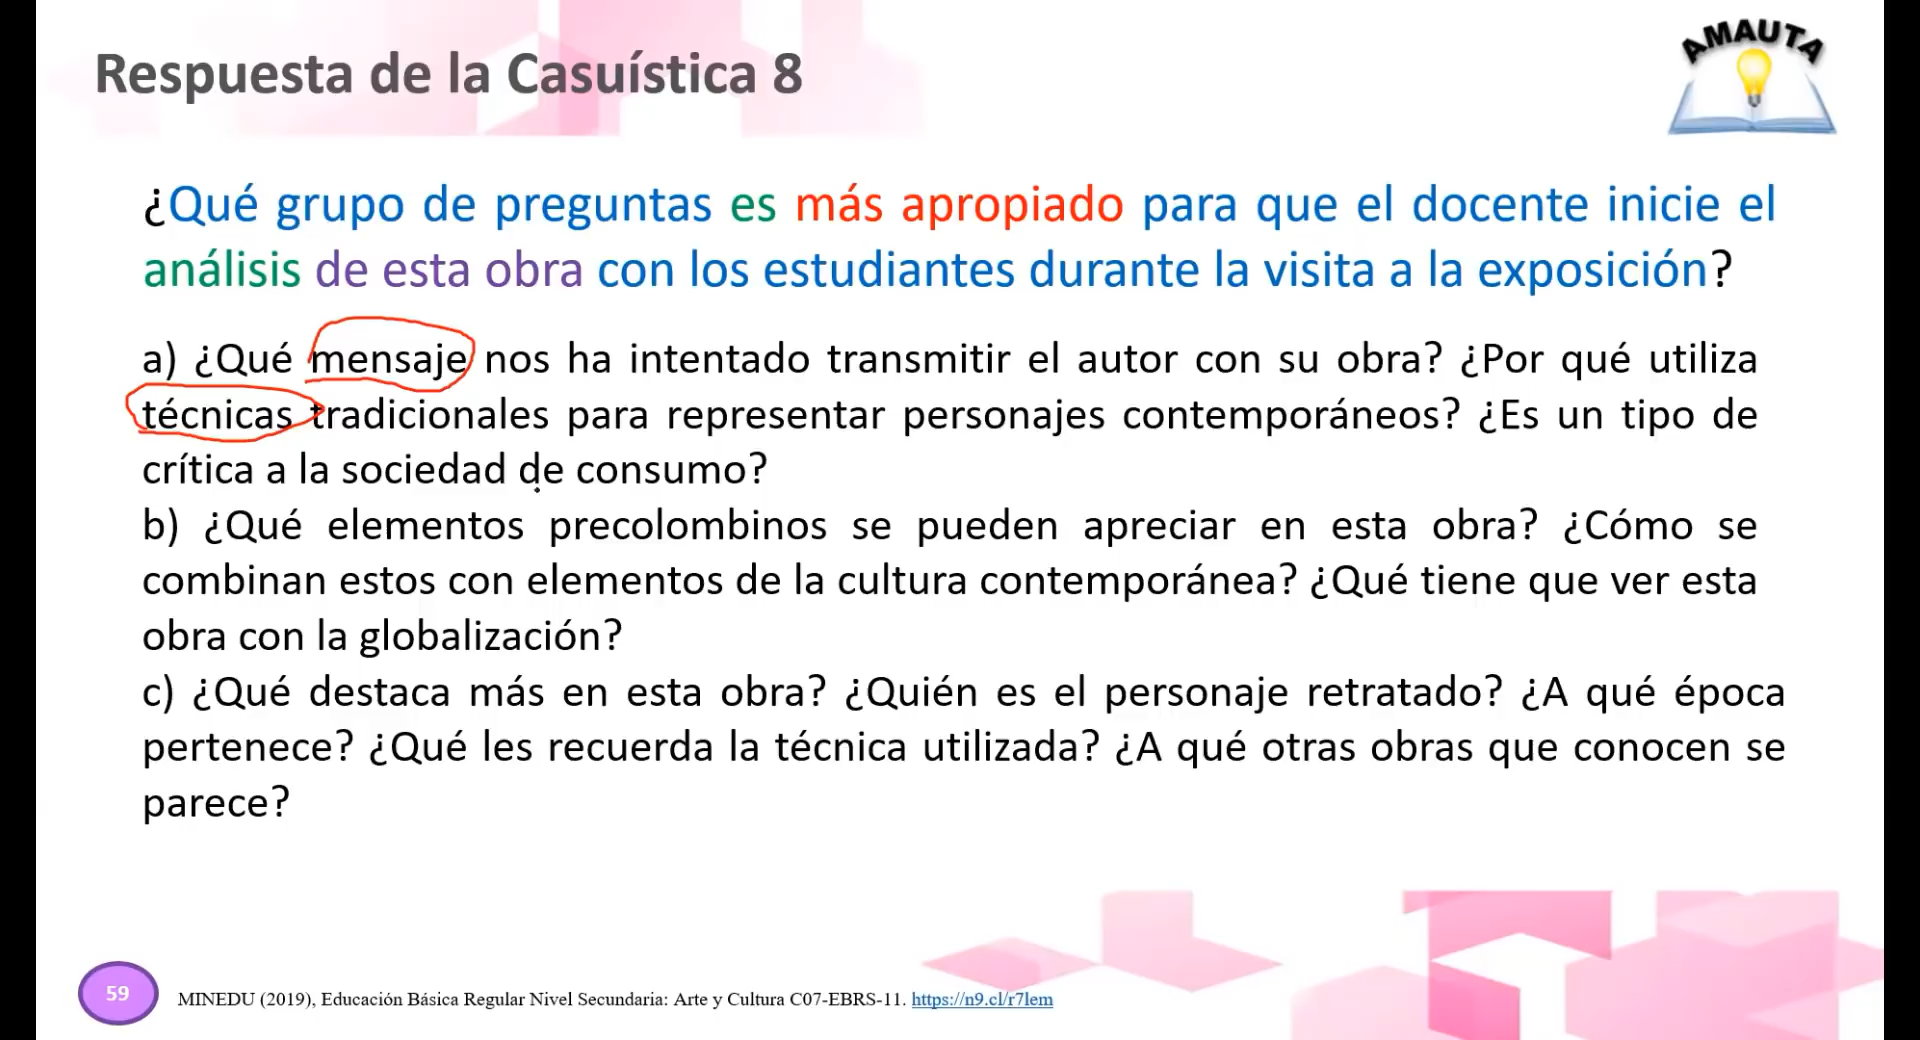 Respuesta de la Casuística 8
AMAUTA
¿Qué grupo de preguntas es más apropiado para que el docente inicie el
análisis de esta obra con los estudiantes durante la visita a la exposición?
a) ¿Qué mensaje nos ha intentado transmitir el autor con su obra? ¿Por qué utiliza
técnicas tradicionales para representar personajes contemporáneos? ¿Es un tipo de
crítica a la sociedad de consumo?
b) ¿Qué elementos precolombinos se pueden apreciar en esta obra? ¿Cómo se
combinan estos con elementos de la cultura contemporánea? ¿Qué tiene que ver esta
obra con la globalización?
c) ¿Qué destaca más en esta obra? ¿Quién es el personaje retratado? ¿A qué época
pertenece? ¿Qué les recuerda la técnica utilizada? ¿A qué otras obras que conocen se
parece?
59
MINEDU (2019), Educación Básica Regular Nivel Secundaria: Arte y Cultura C07-EBRS-11. https://n9.cl/r7lem